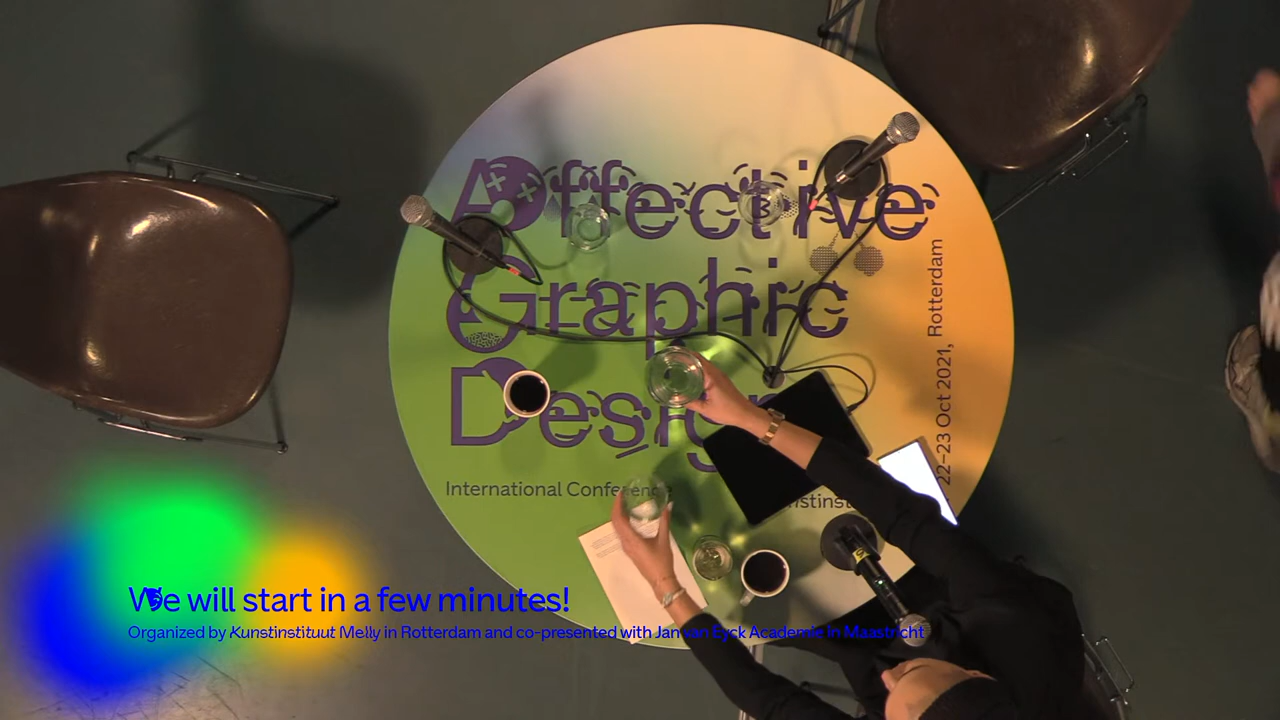 Affective
Graphic
Design
International Conference
22–23 Oct 2021, Rotterdam
We will start in a few minutes!
Organized by Kunstinstituut Melly in Rotterdam and co-presented with Jan van Eyck Academie in Maastricht